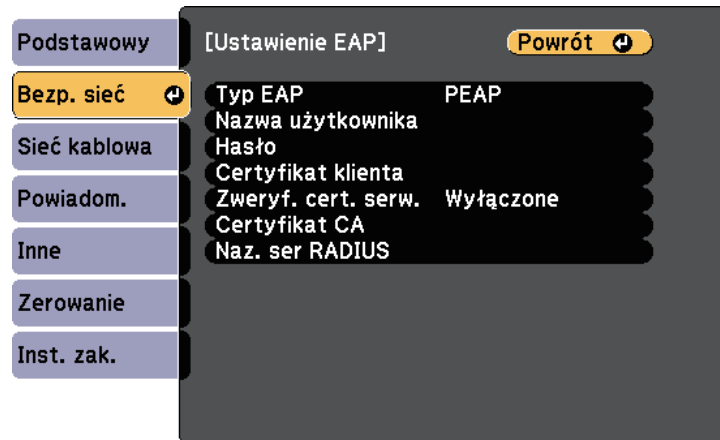 Podstawowy
Bezp. sieć
Sieć kablowa
Powiadom.
Inne
Zerowanie
Inst. zak.
[Ustawienie EAP] Powrót
Typ EAP PEAP
Nazwa użytkownika
Hasło
Certyfikat klienta
Zweryf. cert. serw. Wyłączone
Certyfikat CA
Naz. ser RADIUS